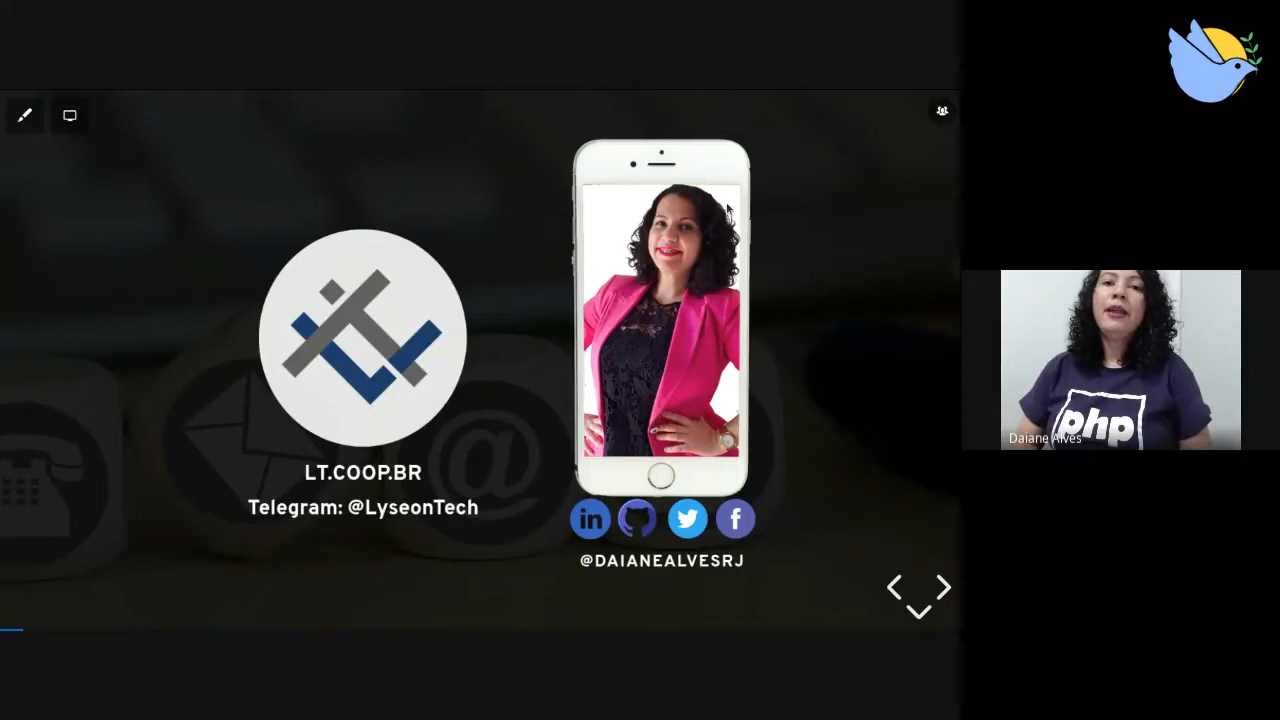 LT.COOP.BR
Telegram: @LyseonTech
in
f
@DAIANEALVESRJ
php
Daiane Alves
@